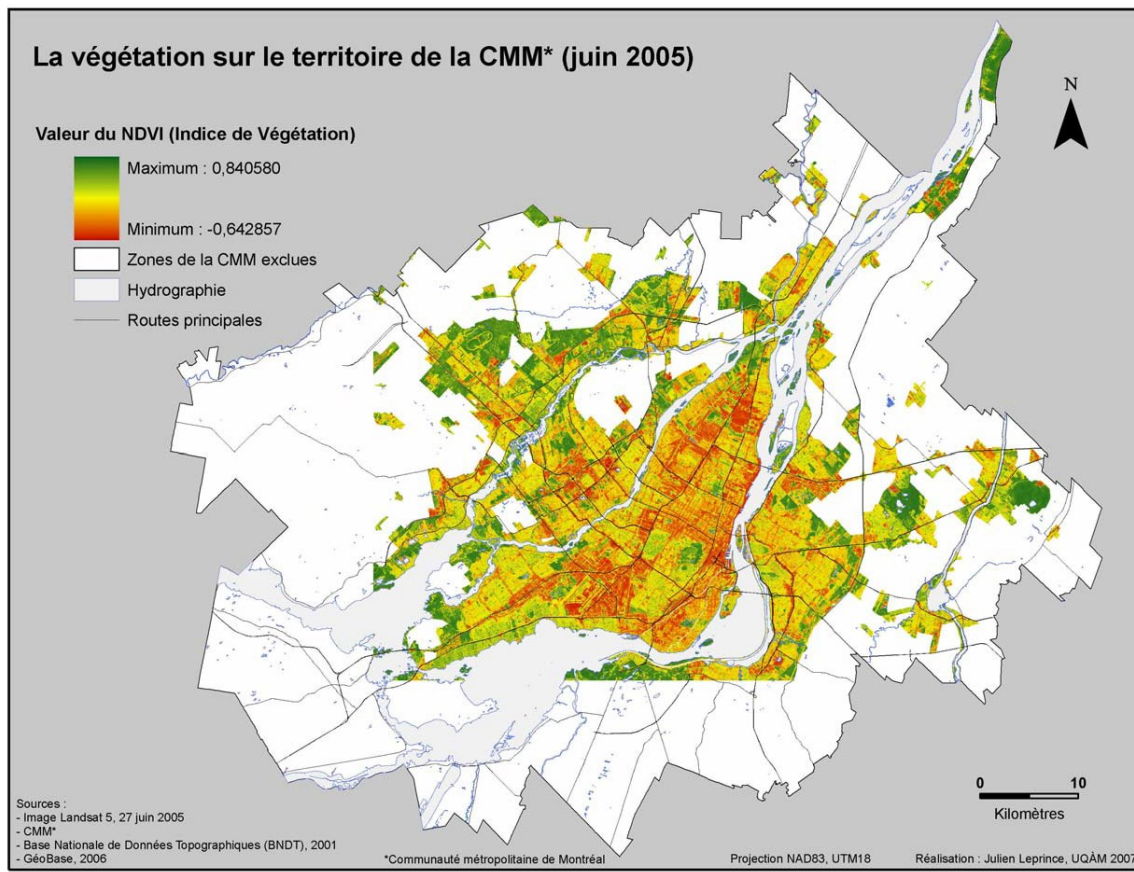 La végétation sur le territoire de la CMM* (juin 2005)
N
Valeur du NDVI (Indice de Végétation)
Maximum : 0,840580
Minimum : -0,642857
Zones de la CMM exclues
Hydrographie
Routes principales
0 10
Kilomètres
Sources :
- Image Landsat 5, 27 juin 2005
- CMM*
- Base Nationale de Données Topographiques (BNDT), 2001
- GéoBase, 2006
*Communauté métropolitaine de Montréal
Projection NAD83, UTM18
Réalisation : Julien Leprince, UQÀM 2007